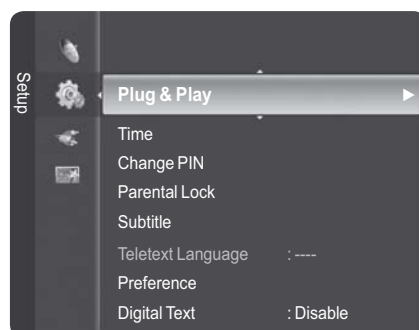 Setup
Plug & Play
Time
Change PIN
Parental Lock
Subtitle
Teletext Language : ----
Preference
Digital Text : Disable